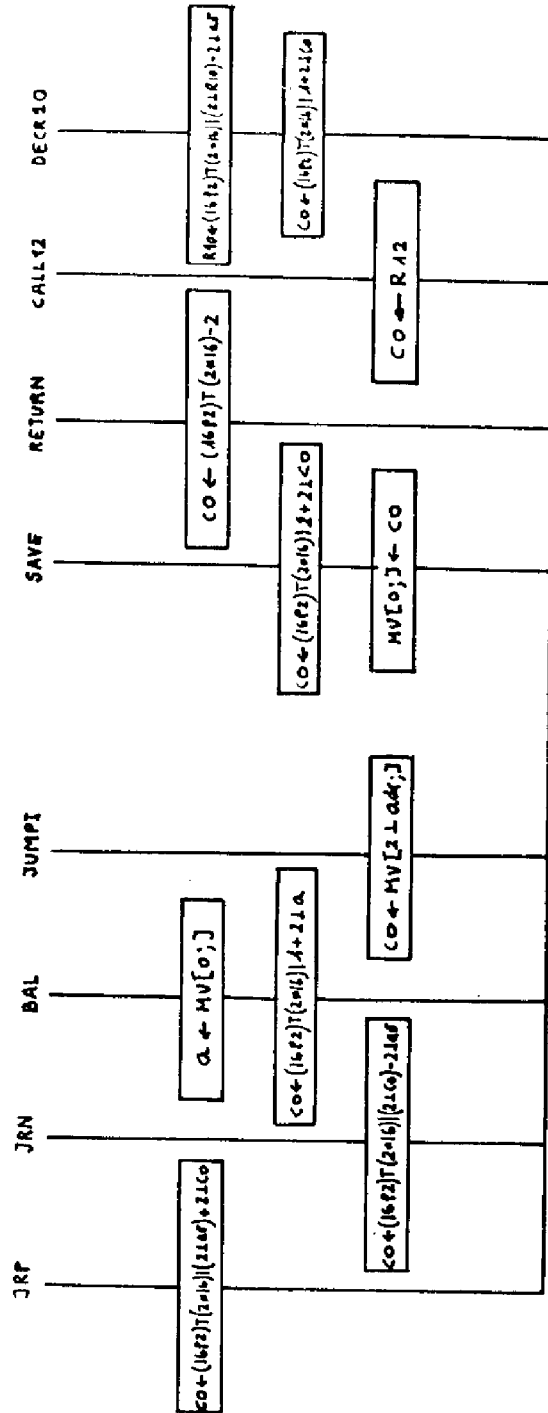 JRP JRN BAL JUMPI SAVE RETURN CALL12 DECR10
CO←(16⍴2)⊤(2*16)|(2⊥ar)+2⊥CO
a ← MV[0;]
CO ← (16⍴2)⊤(2*16)-2
R10←(16⍴2)⊤(2*16)|(2⊥R10)-2⊥ar
CO←(16⍴2)⊤(2*16)|1+2⊥a
CO←(16⍴2)⊤(2*16)|2+2⊥CO
CO←(16⍴2)⊤(2*16)|1+2⊥CO
CO←(16⍴2)⊤(2*16)|(2⊥CO)-2⊥ar
CO←MV[2⊥adr;]
MV[0;]←CO
CO ← R12